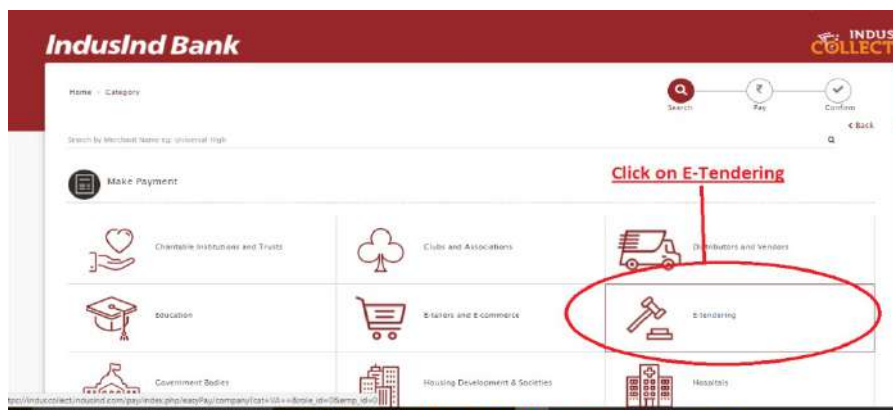 IndusInd Bank
INDUS
COLLECT
Home - Category
Search
Pay
Confirm
< Back
Search by Merchant Name eg. Universal High
Make Payment
Click on E-Tendering
Charitable Institutions and Trusts
Clubs and Associations
Distributors and Vendors
Education
E-tailers and E-commerce
E-tendering
Government Bodies
Housing Development & Societies
Hospitals